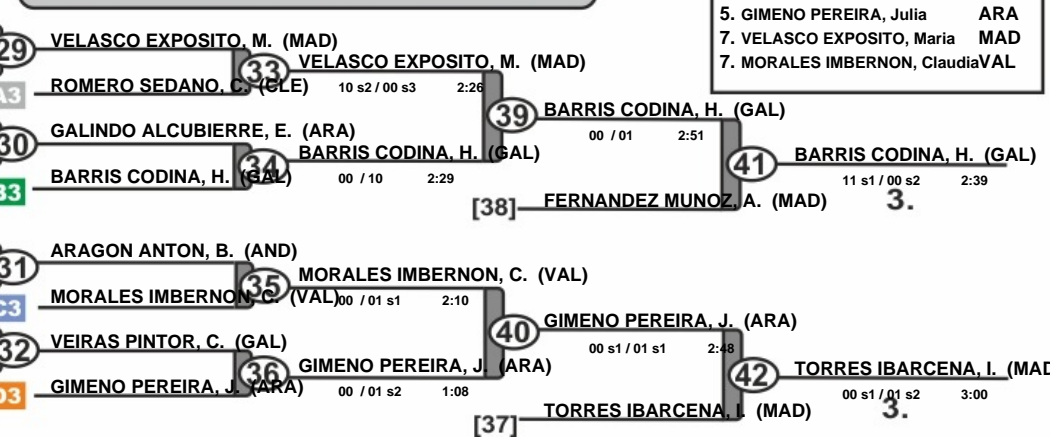 5. GIMENO PEREIRA, Julia ARA
7. VELASCO EXPOSITO, Maria MAD
7. MORALES IMBERNON, Claudia VAL
29 VELASCO EXPOSITO, M. (MAD)
33 VELASCO EXPOSITO, M. (MAD)
A3 ROMERO SEDANO, C. (CLE)
10 s2 / 00 s3 2:26
39 BARRIS CODINA, H. (GAL)
30 GALINDO ALCUBIERRE, E. (ARA)
00 / 01 2:51
34 BARRIS CODINA, H. (GAL)
41 BARRIS CODINA, H. (GAL)
B3 BARRIS CODINA, H. (GAL)
00 / 10 2:29
11 s1 / 00 s2 2:39
[38] FERNANDEZ MUNOZ, A. (MAD)
3.
31 ARAGON ANTON, B. (AND)
35 MORALES IMBERNON, C. (VAL)
C3 MORALES IMBERNON, C. (VAL)
00 / 01 s1 2:10
40 GIMENO PEREIRA, J. (ARA)
32 VEIRAS PINTOR, C. (GAL)
00 s1 / 01 s1 2:48
36 GIMENO PEREIRA, J. (ARA)
42 TORRES IBARCENA, I. (MAD
D3 GIMENO PEREIRA, J. (ARA)
00 / 01 s2 1:08
00 s1 / 01 s2 3:00
[37] TORRES IBARCENA, I. (MAD)
3.